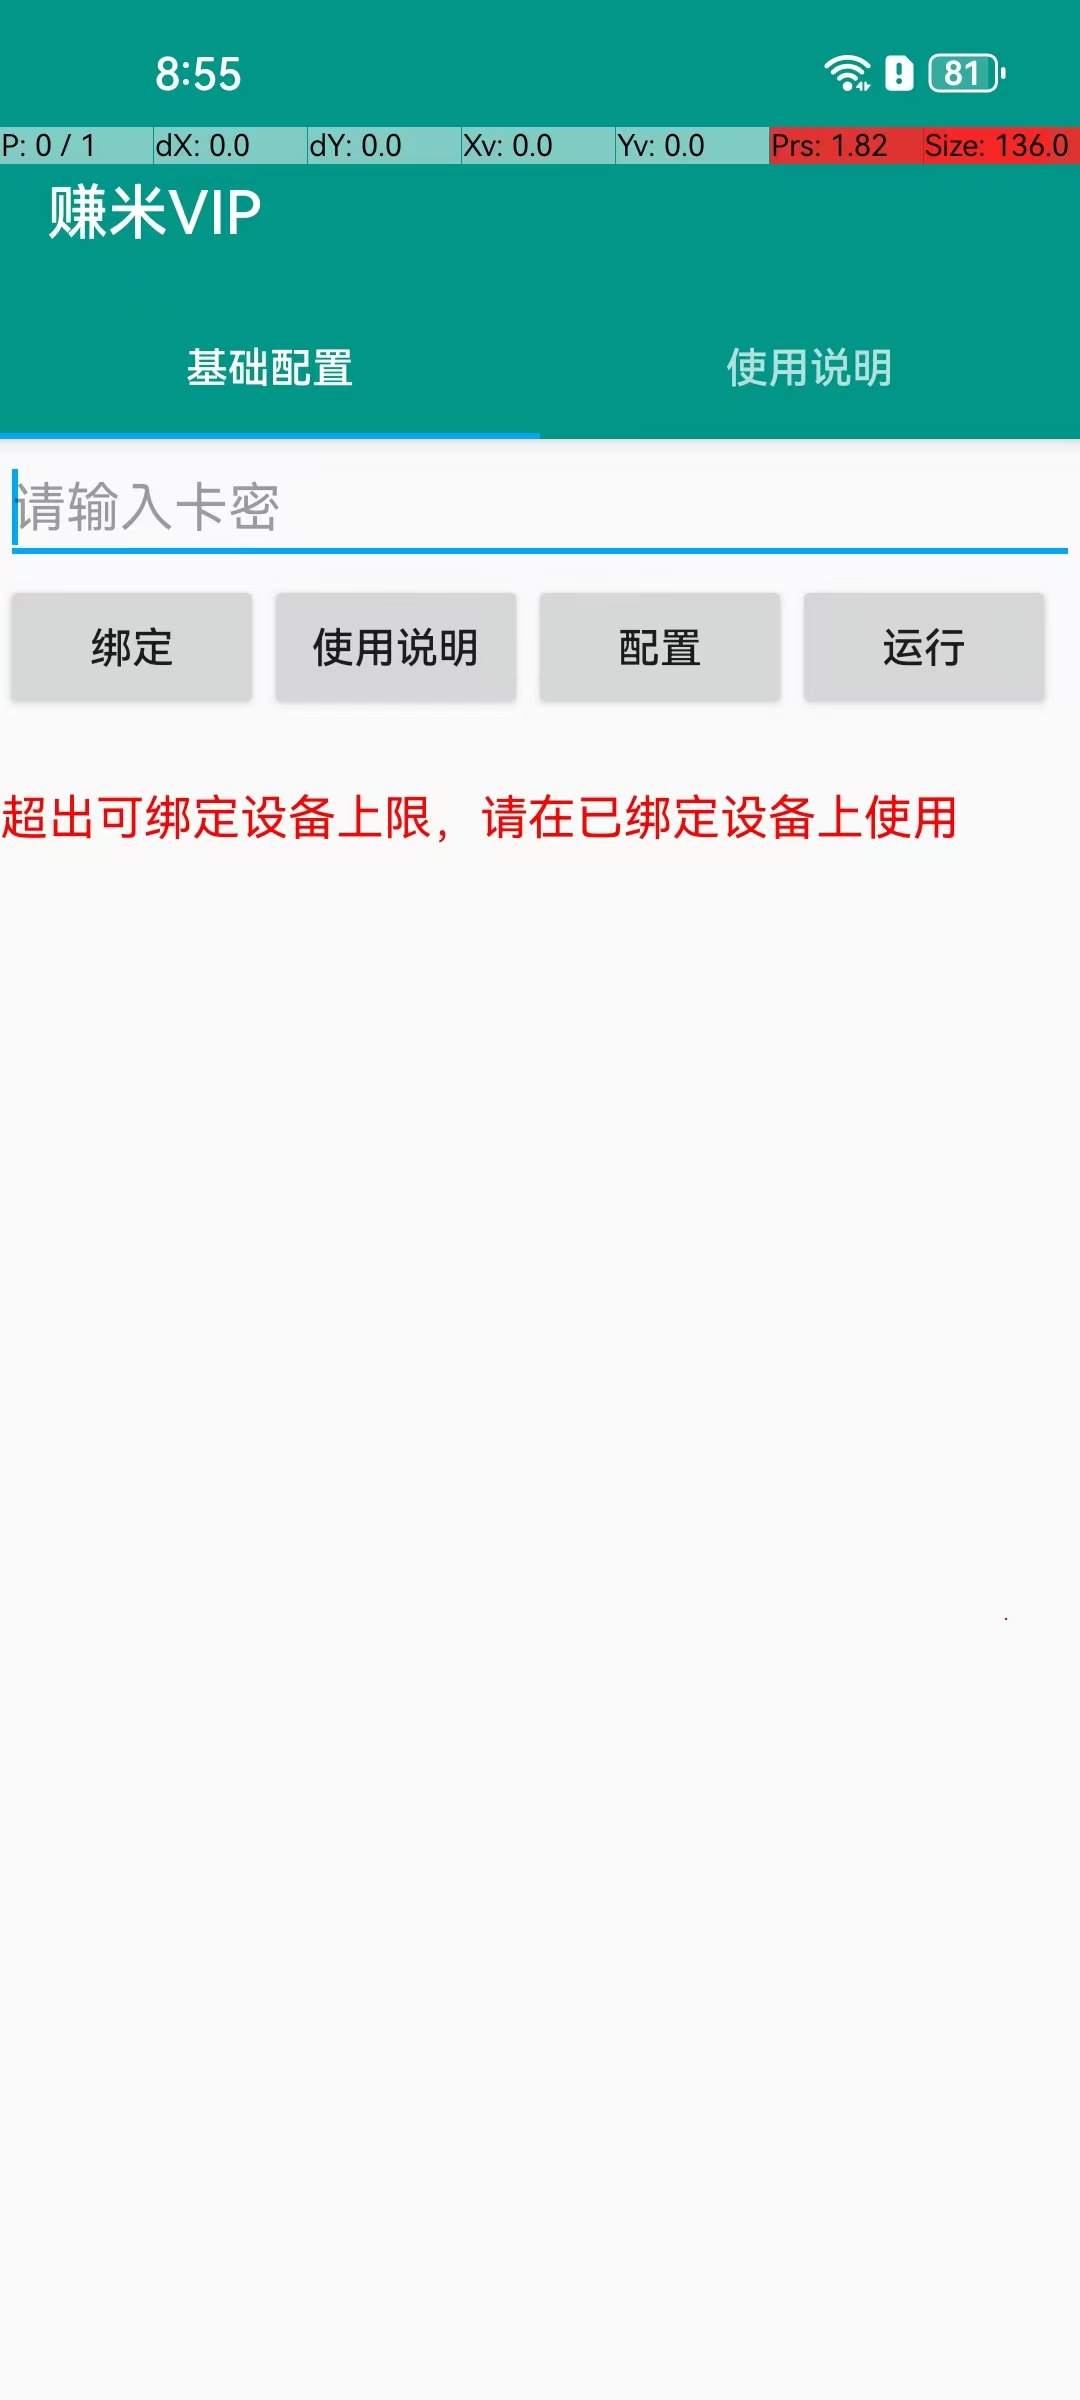 8:55
81
P: 0 / 1 dX: 0.0 dY: 0.0 Xv: 0.0 Yv: 0.0 Prs: 1.82 Size: 136.0
赚米VIP
基础配置 使用说明
请输入卡密
绑定 使用说明 配置 运行
超出可绑定设备上限，请在已绑定设备上使用